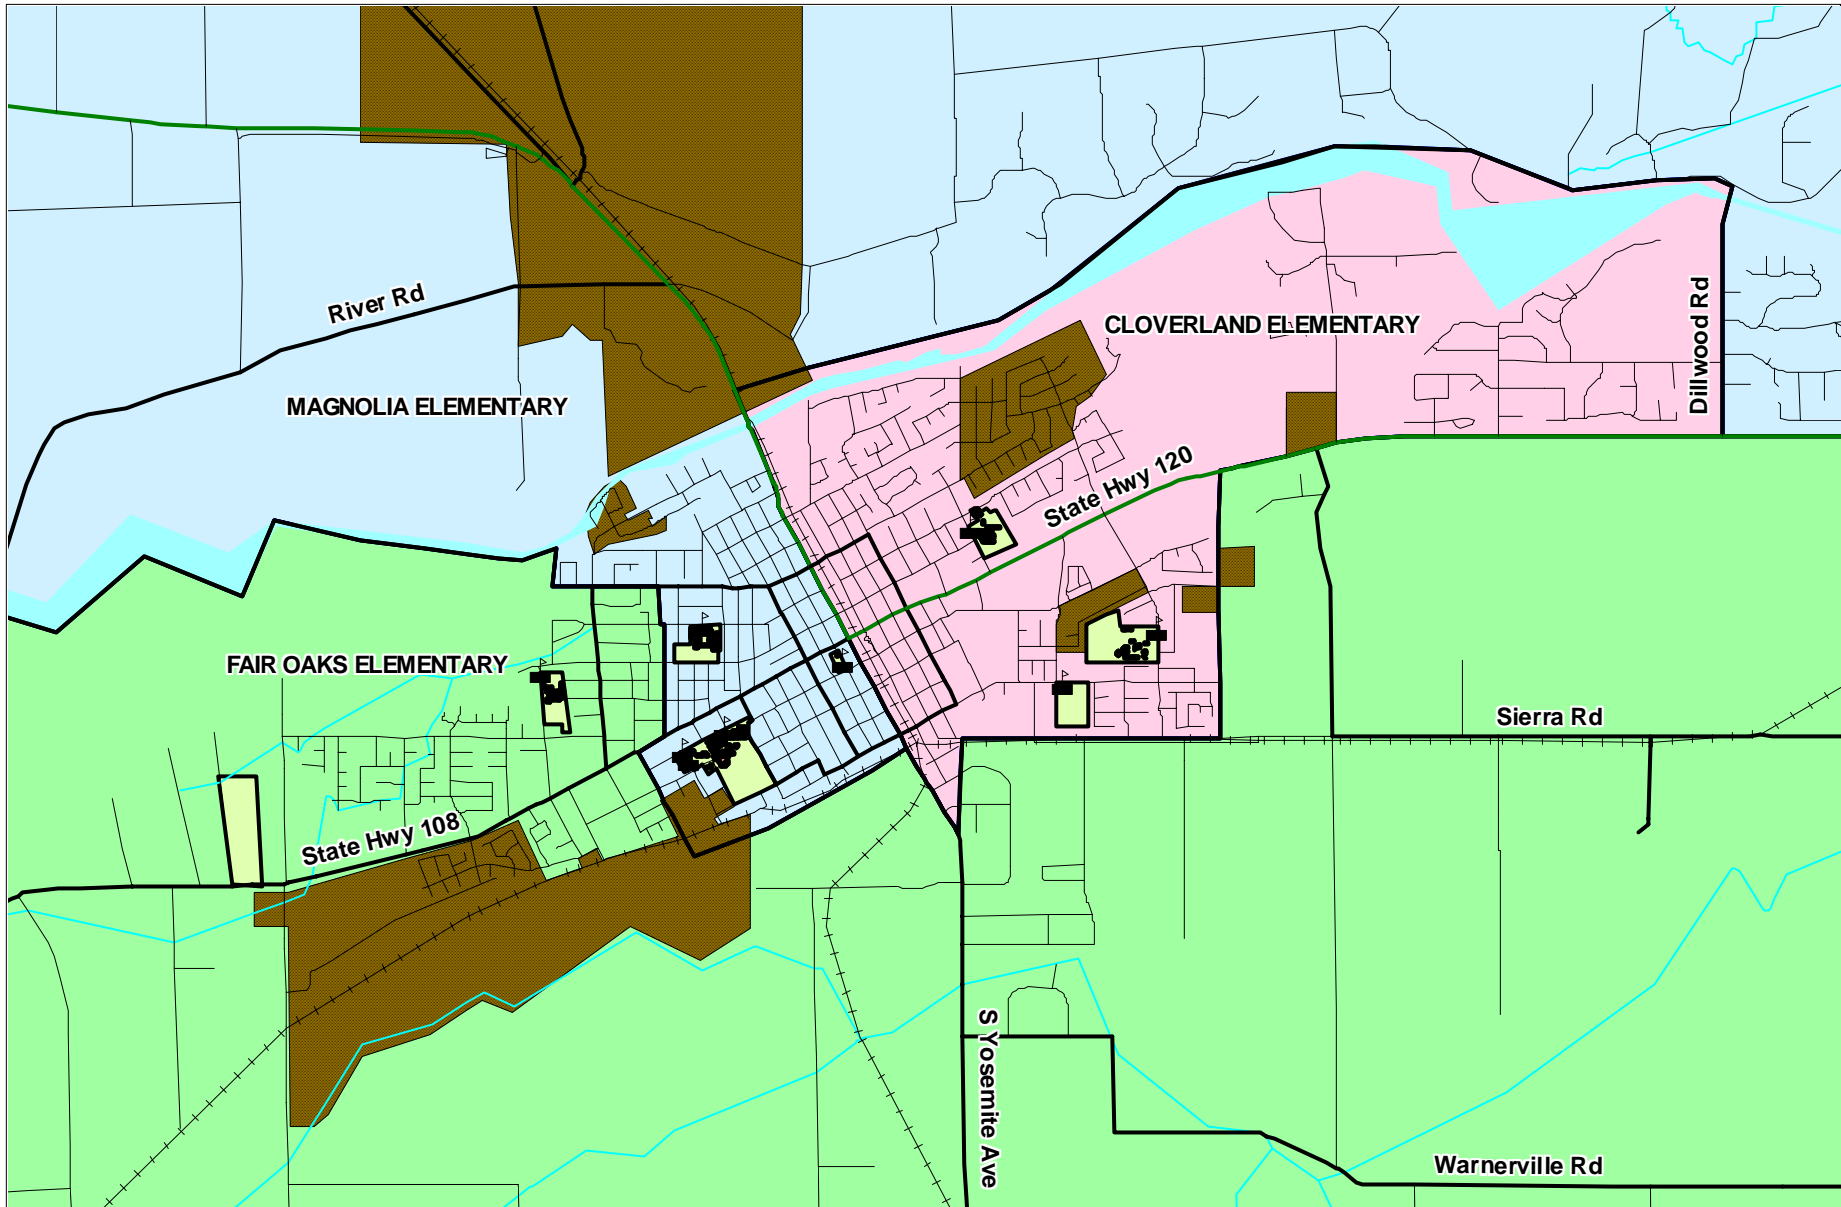 River Rd
CLOVERLAND ELEMENTARY
Dillwood Rd
MAGNOLIA ELEMENTARY
State Hwy 120
FAIR OAKS ELEMENTARY
Sierra Rd
State Hwy 108
S Yosemite Ave
Warnerville Rd